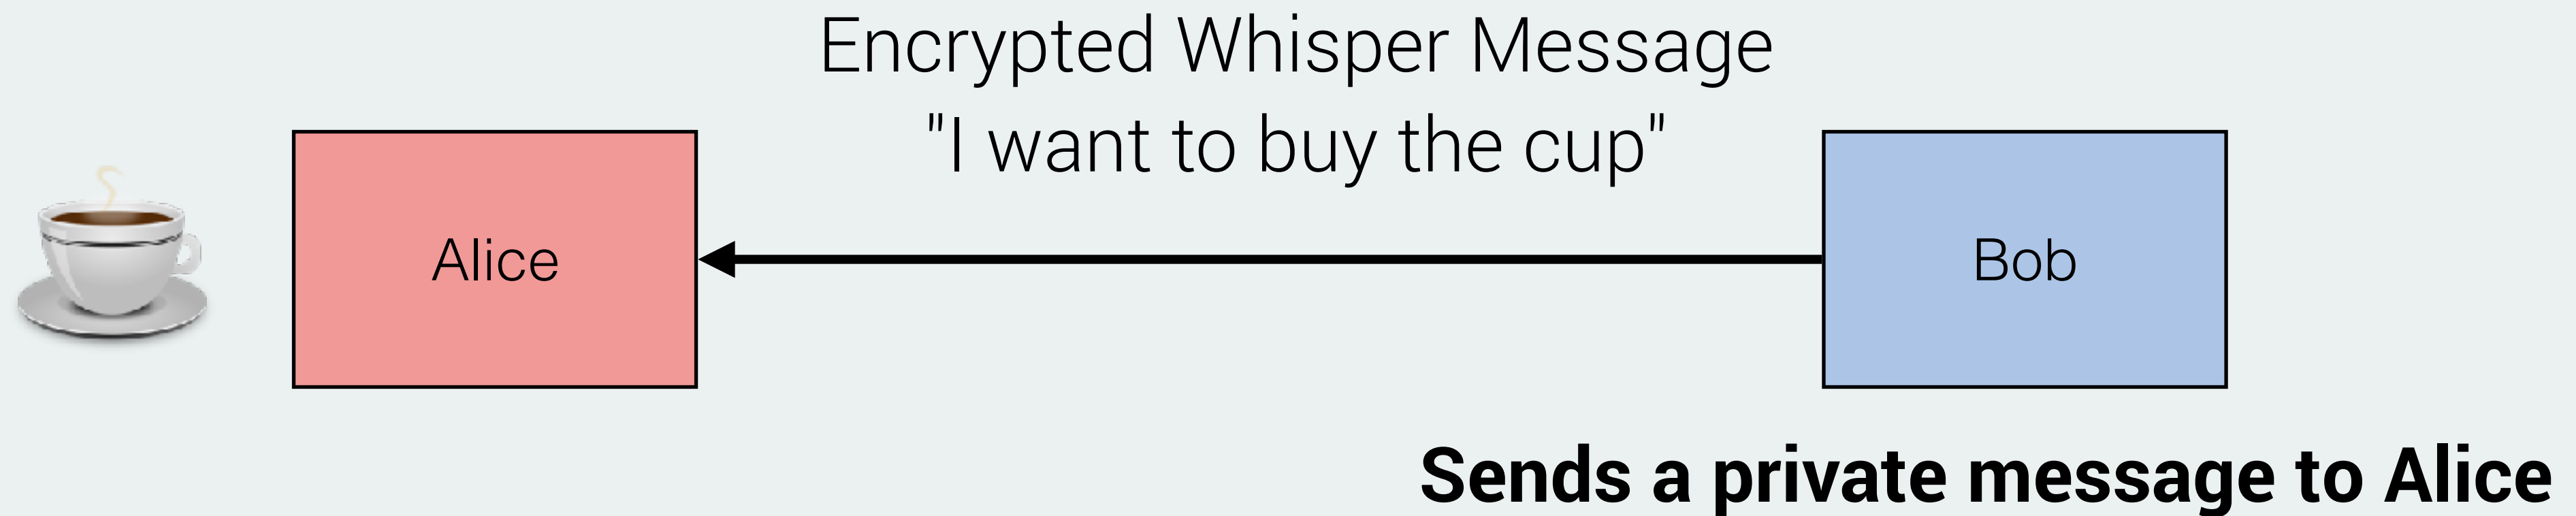 Encrypted Whisper Message
"I want to buy the cup"
Alice
Bob
Sends a private message to Alice